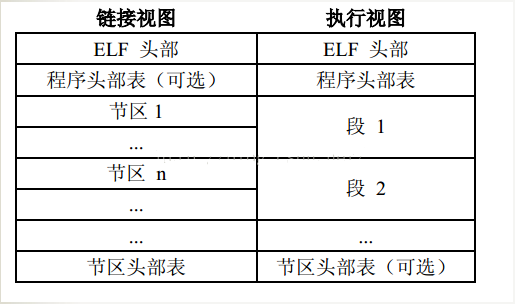 链接视图 执行视图
ELF 头部 ELF 头部
程序头部表（可选） 程序头部表
节区 1
段 1
...
节区 n
段 2
...
... ...
节区头部表 节区头部表（可选）